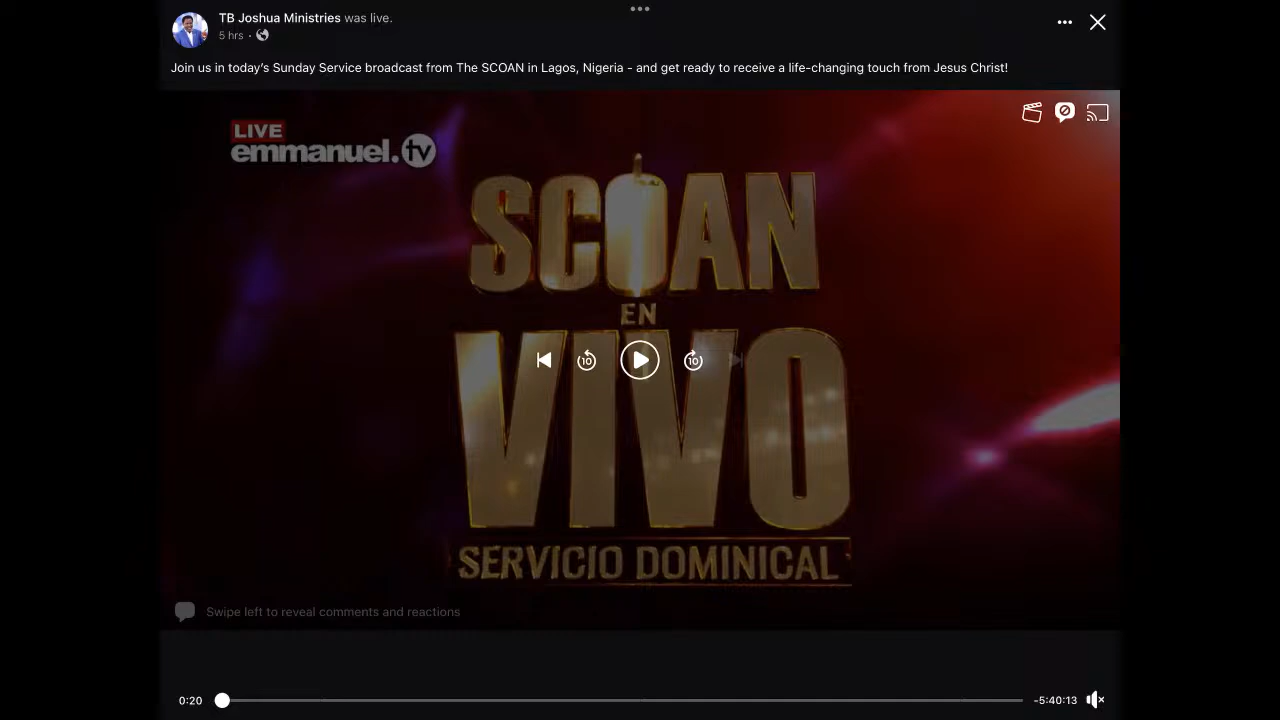 TB Joshua Ministries was live.
5 hrs ·
Join us in today's Sunday Service broadcast from The SCOAN in Lagos, Nigeria - and get ready to receive a life-changing touch from Jesus Christ!
LIVE
emmanuel.tv
SCOAN
EN
VIVO
SERVICIO DOMINICAL
10
10
Swipe left to reveal comments and reactions
0:20
-5:40:13